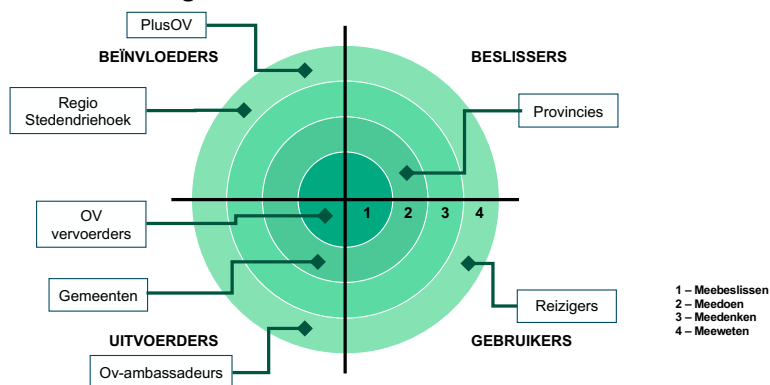 PlusOV
BEÏNVLOEDERS
BESLISSERS
Regio
Stedendriehoek
Provincies
OV
vervoerders
1
2
3
4
Gemeenten
Reizigers
1 – Meebeslissen
2 – Meedoen
3 – Meedenken
4 – Meeweten
UITVOERDERS
GEBRUIKERS
Ov-ambassadeurs